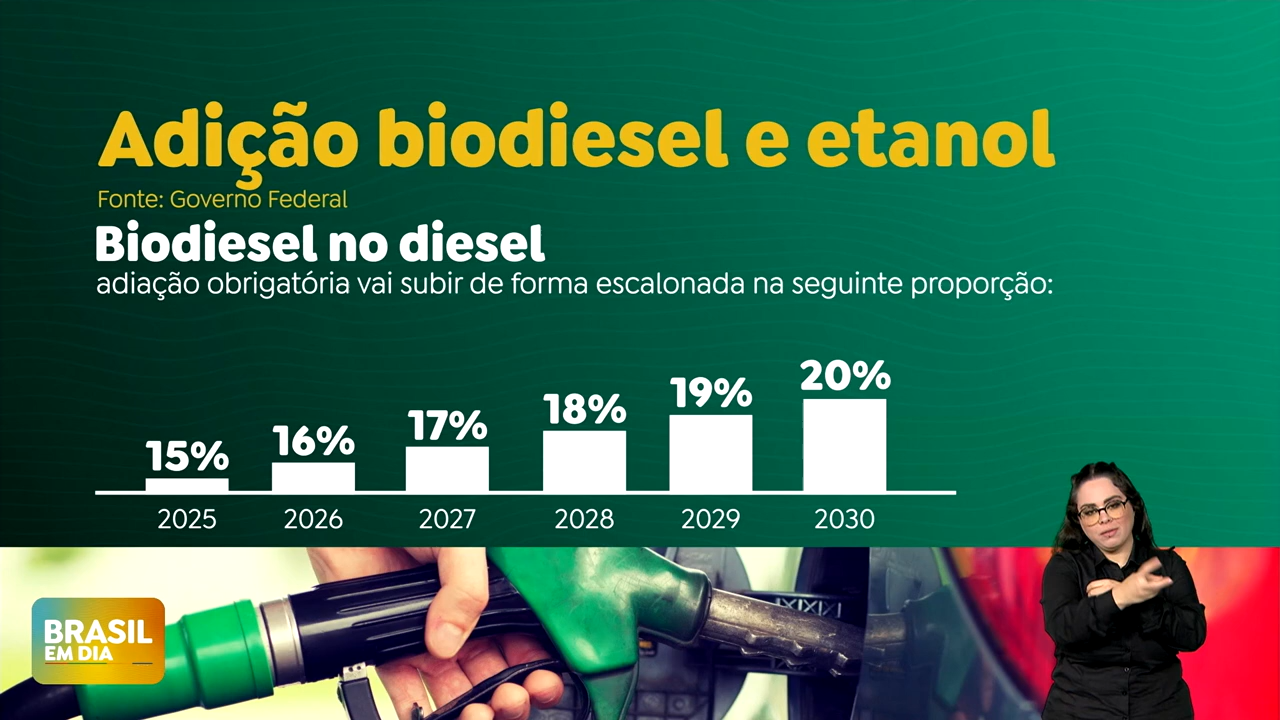 Adição biodiesel e etanol
Fonte: Governo Federal
Biodiesel no diesel
adiação obrigatória vai subir de forma escalonada na seguinte proporção:
15% 16% 17% 18% 19% 20%
2025 2026 2027 2028 2029 2030
BRASIL
EM DIA